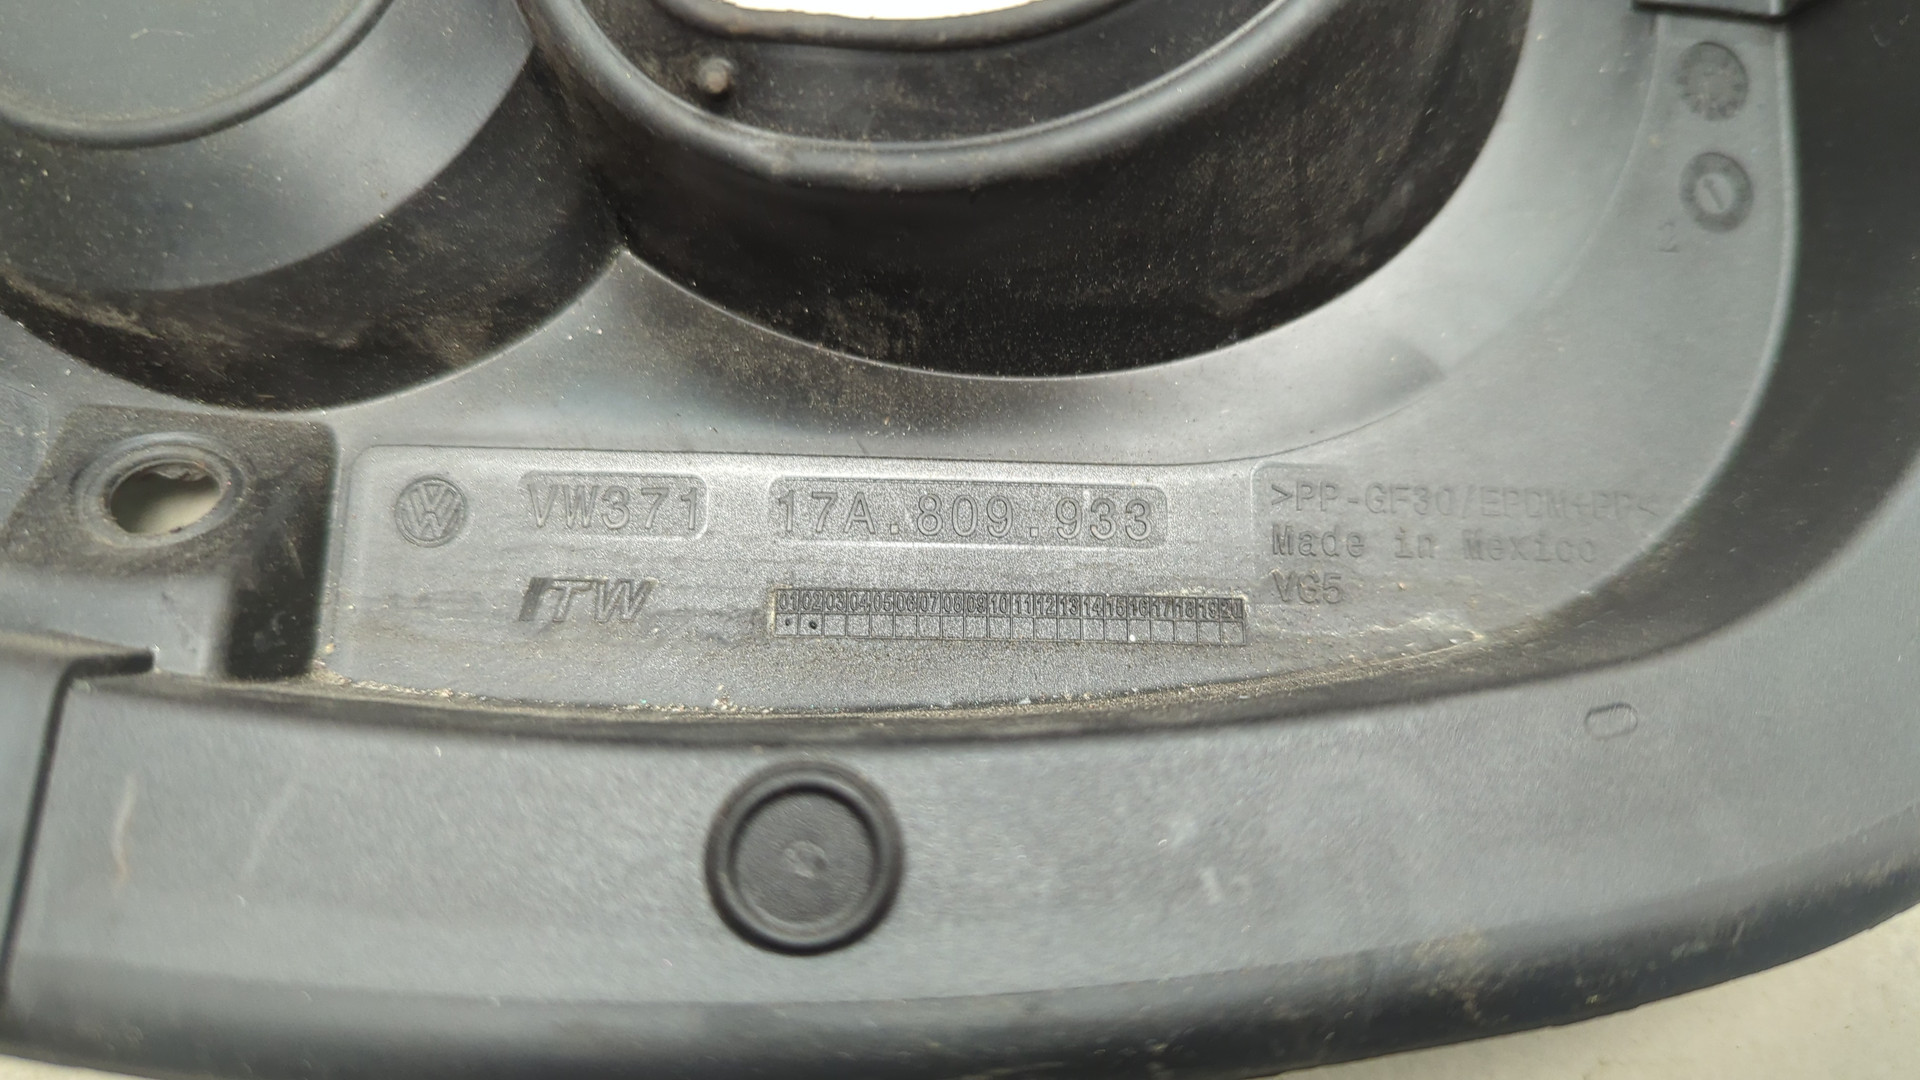 VW371 17A.809.933
>PP-GF30/EPDM+PP<
Made in Mexico
VG5
ITW
01 02 03 04 05 06 07 08 09 10 11 12 13 14 15 16 17 18 19 20